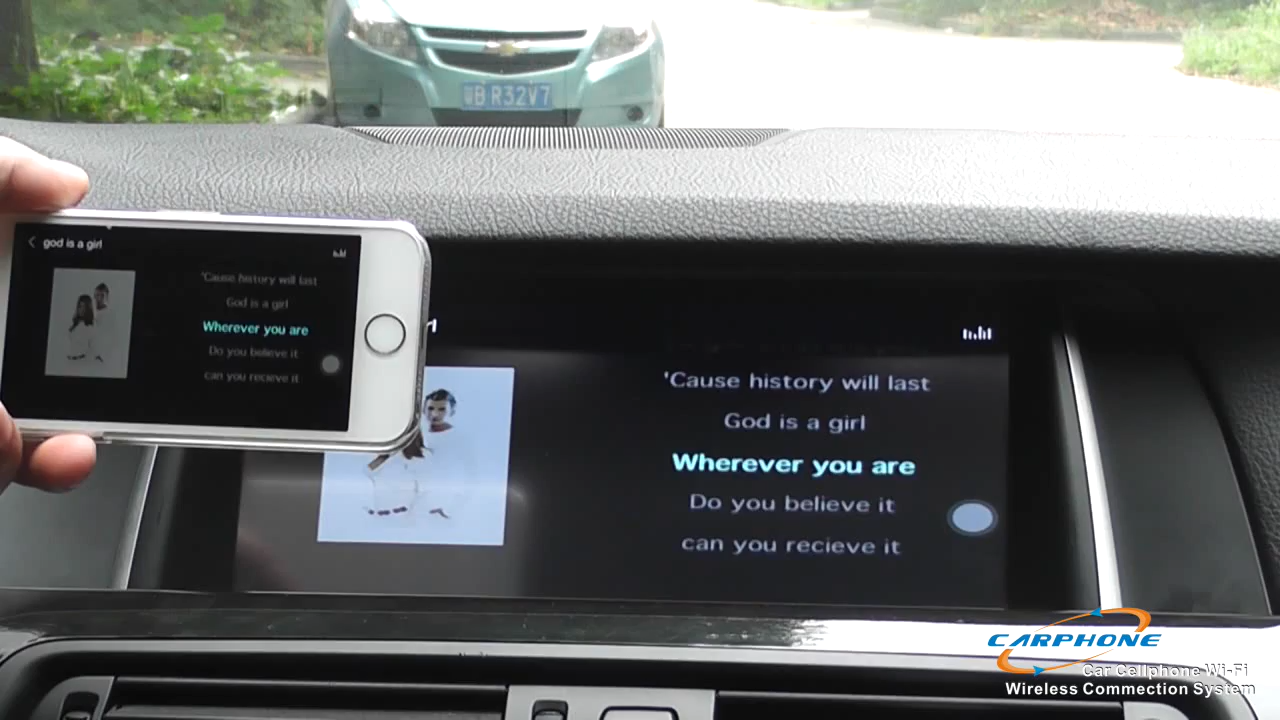 粤B R32V7
god is a girl
'Cause history will last
God is a girl
Wherever you are
Do you believe it
can you recieve it
'Cause history will last
God is a girl
Wherever you are
Do you believe it
can you recieve it
CARPHONE
Car Cellphone Wi-Fi
Wireless Commection System